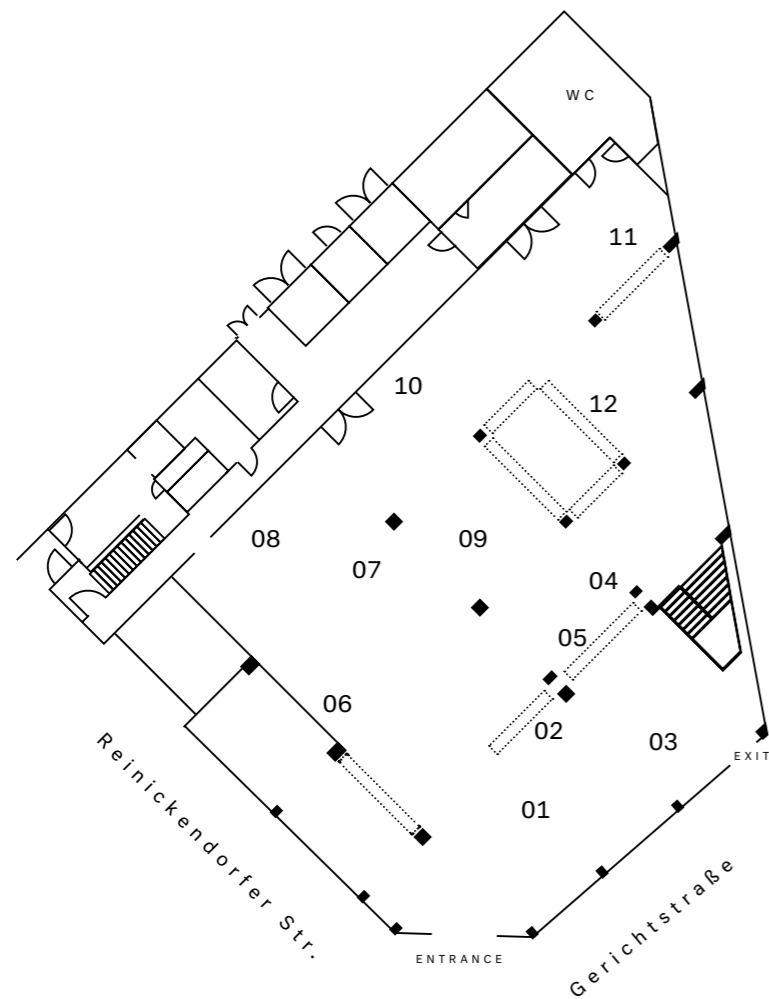 WC
11
10
12
08
09
07
04
05
06
02
03
EXIT
01
Reinickendorfer Str.
Gerichtstraße
ENTRANCE